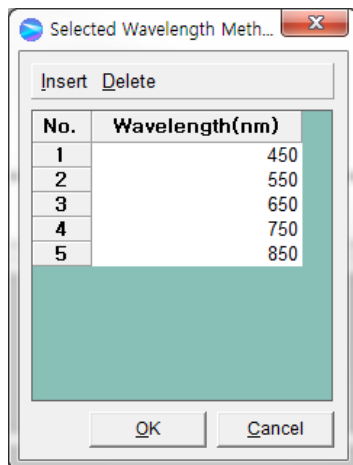 Selected Wavelength Meth...
Insert Delete
No. Wavelength(nm)
1 450
2 550
3 650
4 750
5 850
OK Cancel